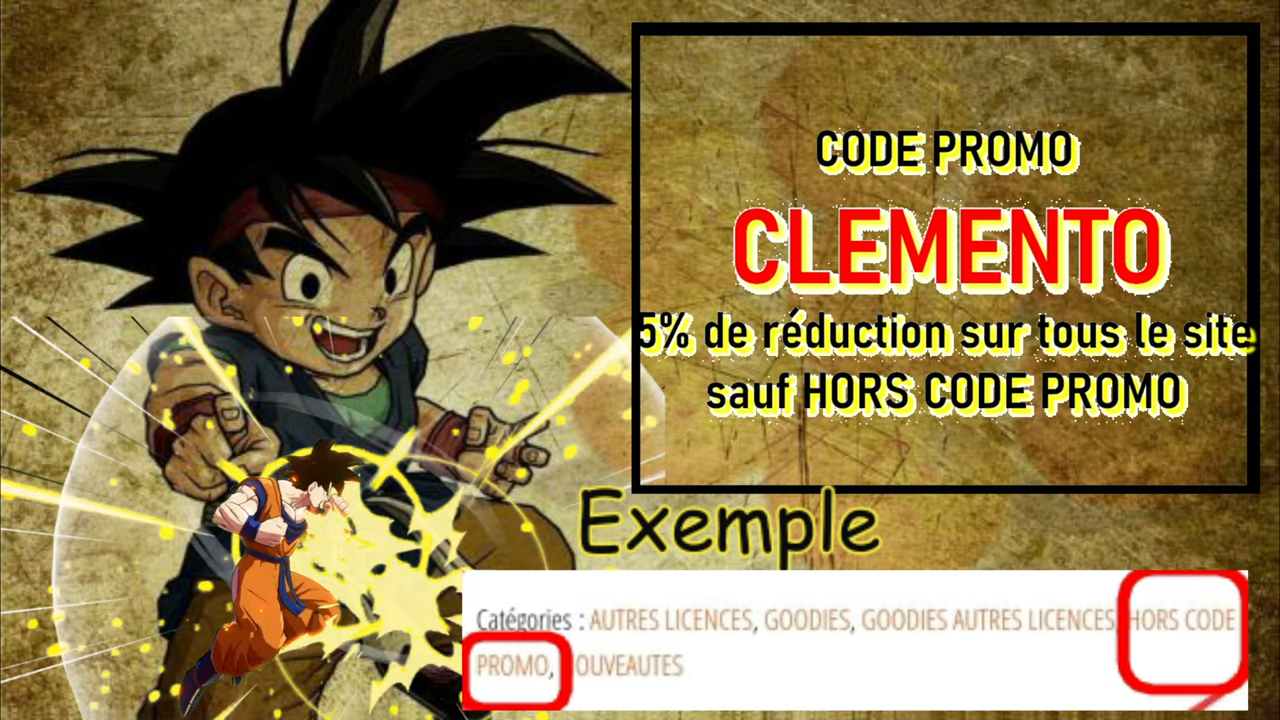 CODE PROMO
CLEMENTO
5% de réduction sur tous le site
sauf HORS CODE PROMO
Exemple
Catégories : AUTRES LICENCES, GOODIES, GOODIES AUTRES LICENCES, HORS CODE
PROMO, OUVEAUTES